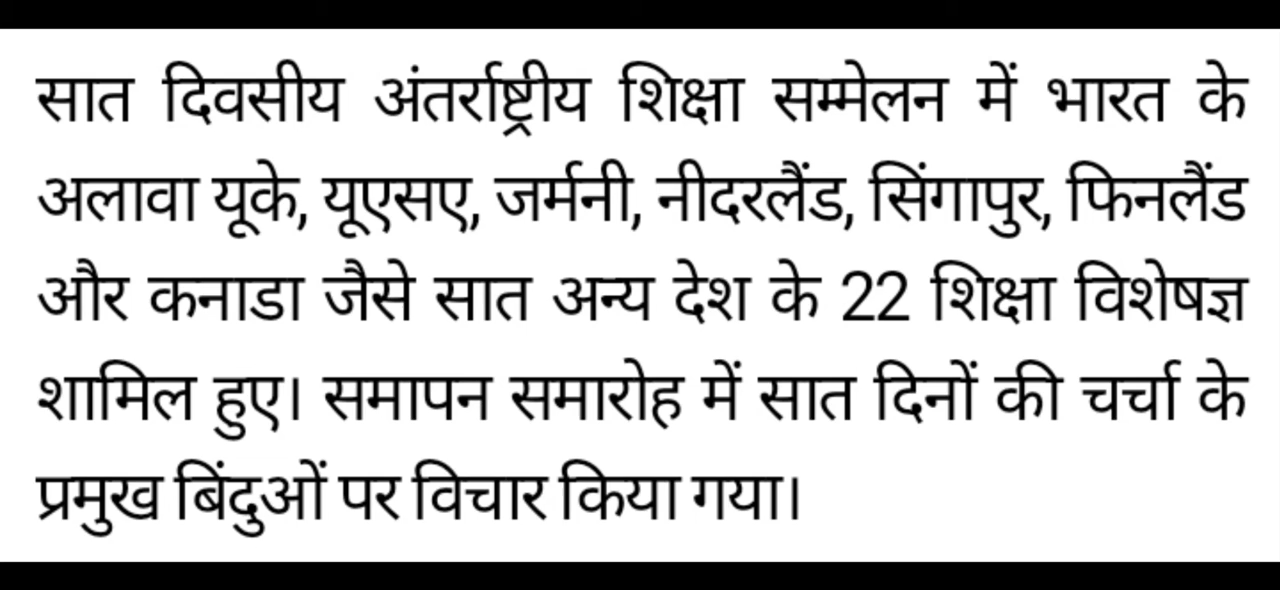 सात दिवसीय अंतर्राष्ट्रीय शिक्षा सम्मेलन में भारत के
अलावा यूके, यूएसए, जर्मनी, नीदरलैंड, सिंगापुर, फिनलैंड
और कनाडा जैसे सात अन्य देश के 22 शिक्षा विशेषज्ञ
शामिल हुए। समापन समारोह में सात दिनों की चर्चा के
प्रमुख बिंदुओं पर विचार किया गया।